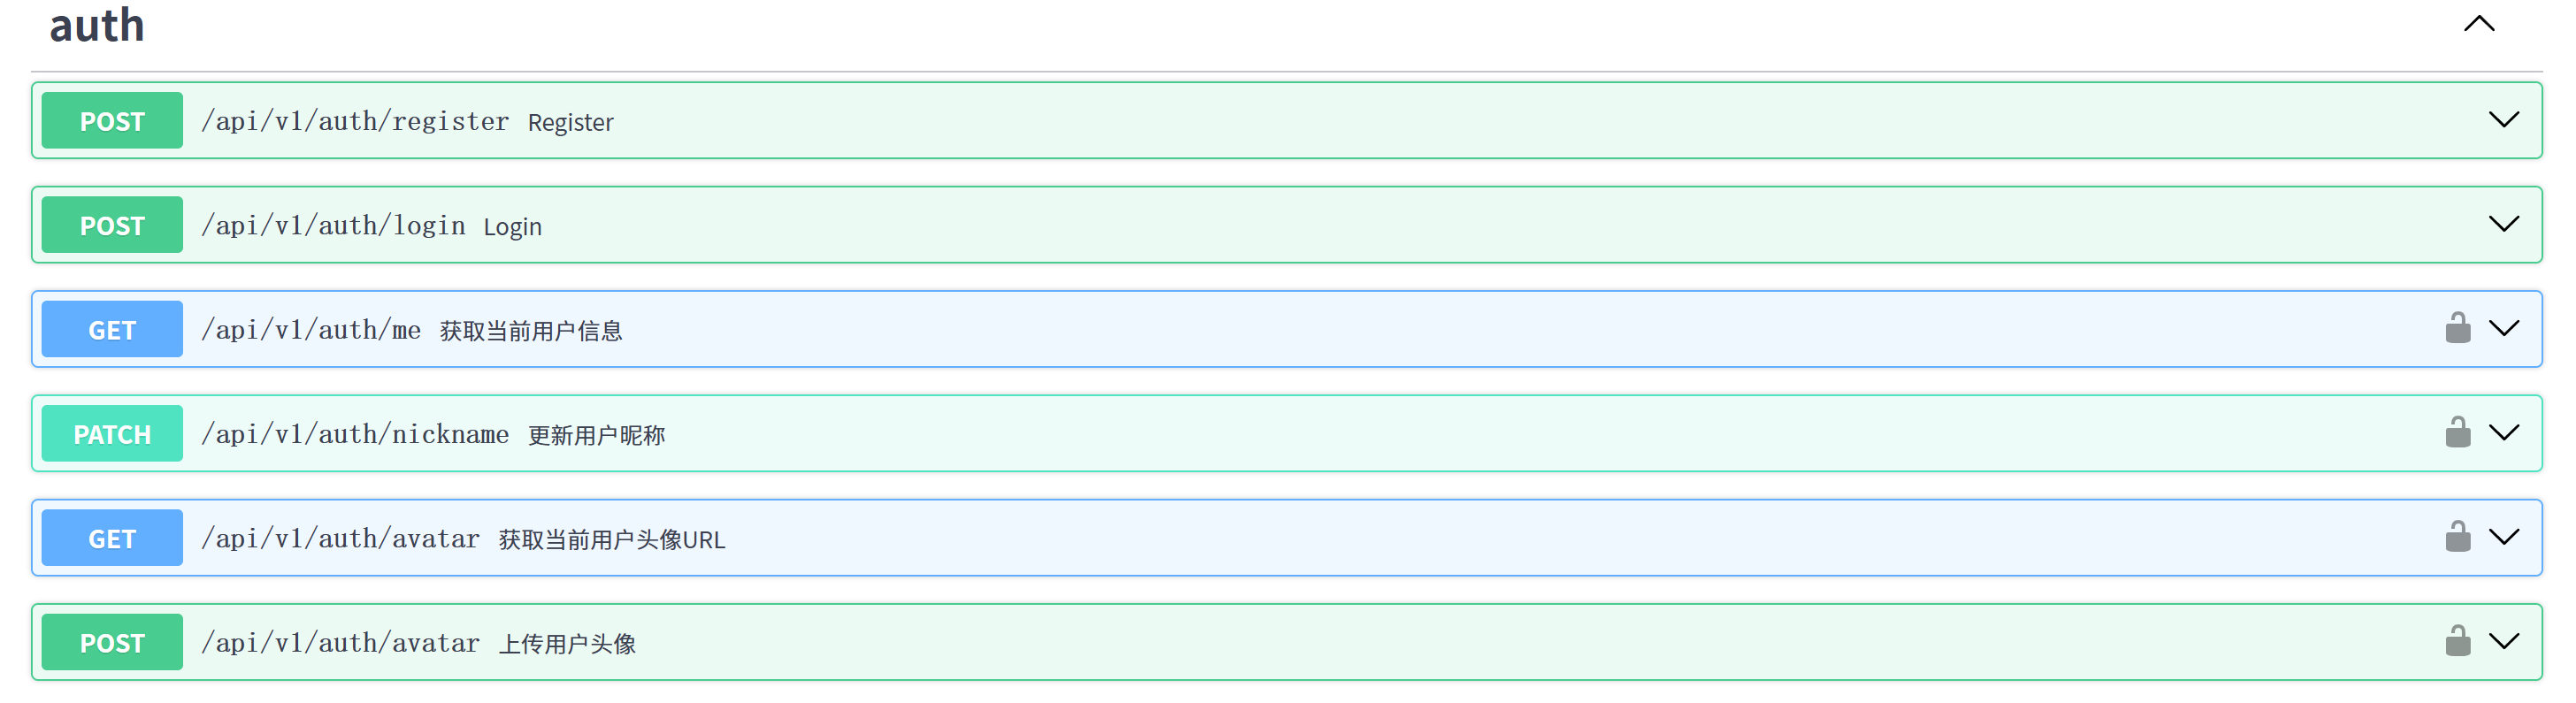 auth
POST /api/v1/auth/register Register
POST /api/v1/auth/login Login
GET /api/v1/auth/me 获取当前用户信息
PATCH /api/v1/auth/nickname 更新用户昵称
GET /api/v1/auth/avatar 获取当前用户头像URL
POST /api/v1/auth/avatar 上传用户头像